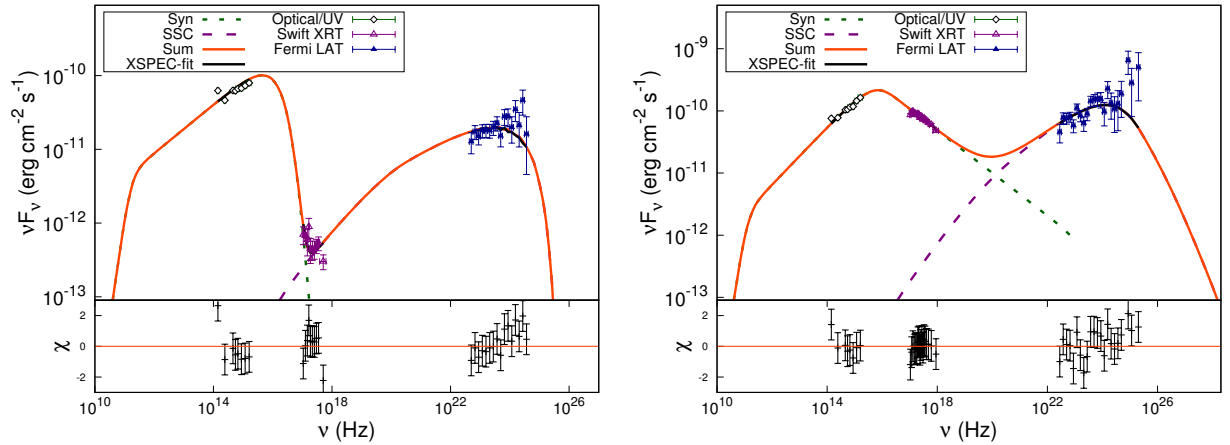 Syn Optical/UV
SSC Swift XRT
Sum Fermi LAT
XSPEC-fit
10^-10
10^-11
10^-12
10^-13
νF_ν (erg cm^-2 s^-1)
2
0
-2
χ
10^10 10^14 10^18 10^22 10^26
ν (Hz)
Syn Optical/UV
SSC Swift XRT
Sum Fermi LAT
XSPEC-fit
10^-9
10^-10
10^-11
10^-12
10^-13
νF_ν (erg cm^-2 s^-1)
2
0
-2
χ
10^10 10^14 10^18 10^22 10^26
ν (Hz)